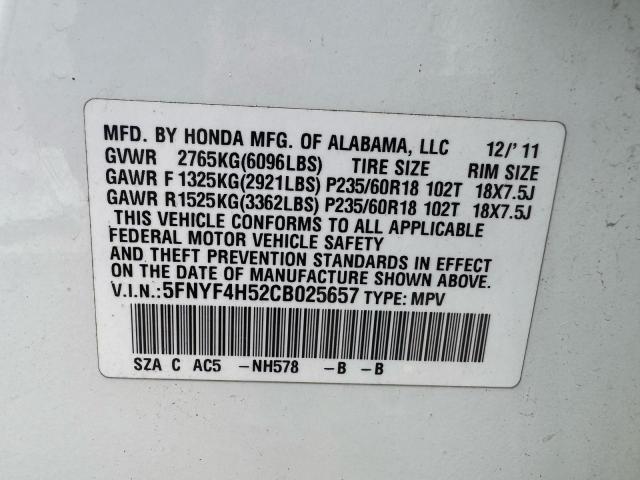 MFD. BY HONDA MFG. OF ALABAMA, LLC 12/'11
GVWR 2765KG(6096LBS) TIRE SIZE RIM SIZE
GAWR F 1325KG(2921LBS) P235/60R18 102T 18X7.5J
GAWR R1525KG(3362LBS) P235/60R18 102T 18X7.5J
THIS VEHICLE CONFORMS TO ALL APPLICABLE
FEDERAL MOTOR VEHICLE SAFETY
AND THEFT PREVENTION STANDARDS IN EFFECT
ON THE DATE OF MANUFACTURE SHOWN ABOVE.
V.I.N.:5FNYF4H52CB025657 TYPE: MPV
SZA C AC5 -NH578 -B -B